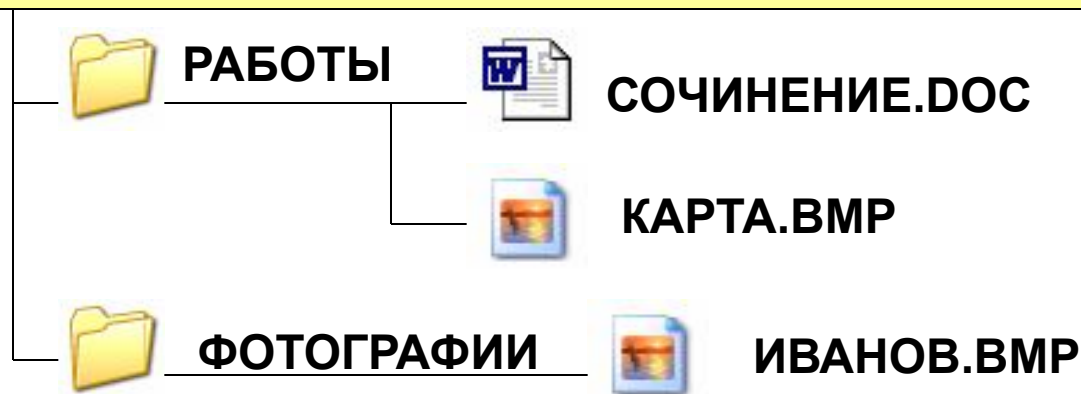 РАБОТЫ
СОЧИНЕНИЕ.DOC
КАРТА.BMP
ФОТОГРАФИИ
ИВАНОВ.BMP